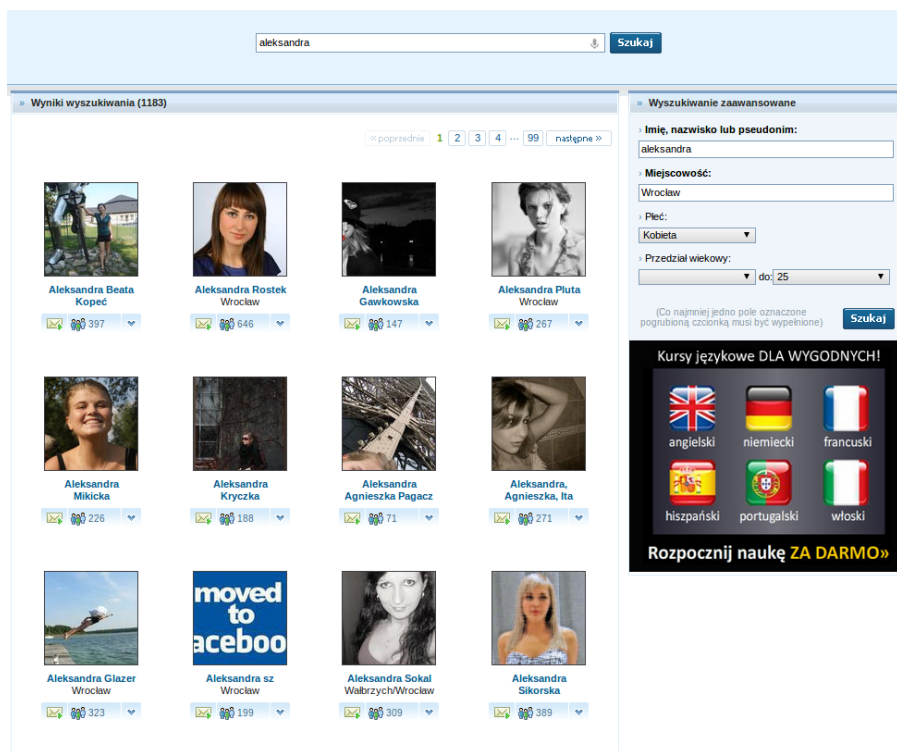 aleksandra
Szukaj
» Wyniki wyszukiwania (1183)
« poprzednie 1 2 3 4 ... 99 następne »
Aleksandra Beata
Kopeć
397
Aleksandra Rostek
Wrocław
646
Aleksandra
Gawkowska
147
Aleksandra Pluta
Wrocław
267
Aleksandra
Mikicka
226
Aleksandra
Kryczka
188
Aleksandra
Agnieszka Pagacz
71
Aleksandra,
Agnieszka, Ita
271
moved
to
aceboo
Aleksandra Glazer
Wrocław
323
Aleksandra sz
Wrocław
199
Aleksandra Sokal
Wałbrzych/Wrocław
309
Aleksandra
Sikorska
389
» Wyszukiwanie zaawansowane
› Imię, nazwisko lub pseudonim:
aleksandra
› Miejscowość:
Wrocław
› Płeć:
Kobieta
› Przedział wiekowy:
do: 25
(Co najmniej jedno pole oznaczone
pogrubioną czcionką musi być wypełnione)
Szukaj
Kursy językowe DLA WYGODNYCH!
angielski niemiecki francuski
hiszpański portugalski włoski
Rozpocznij naukę ZA DARMO»